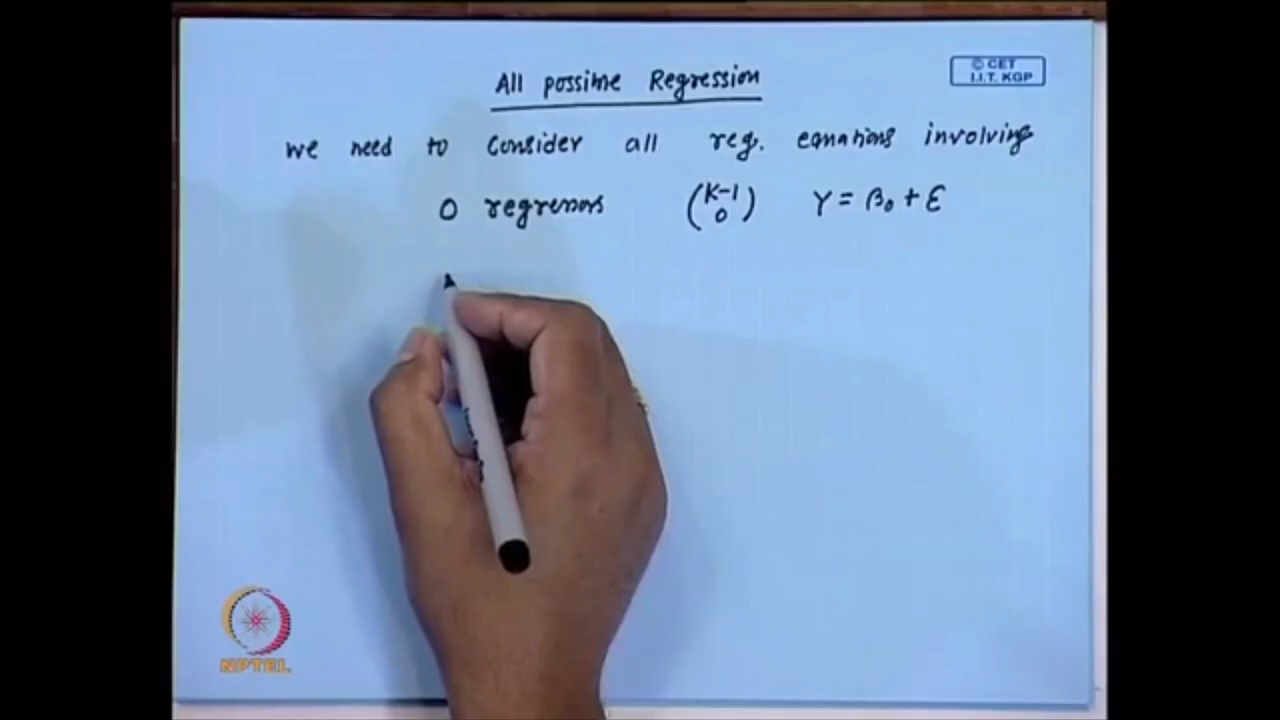 © CET
I.I.T. KGP
All possible Regression
we need to consider all reg. equations involving
0 regressors (K-1 0) Y = β₀ + ε
NPTEL